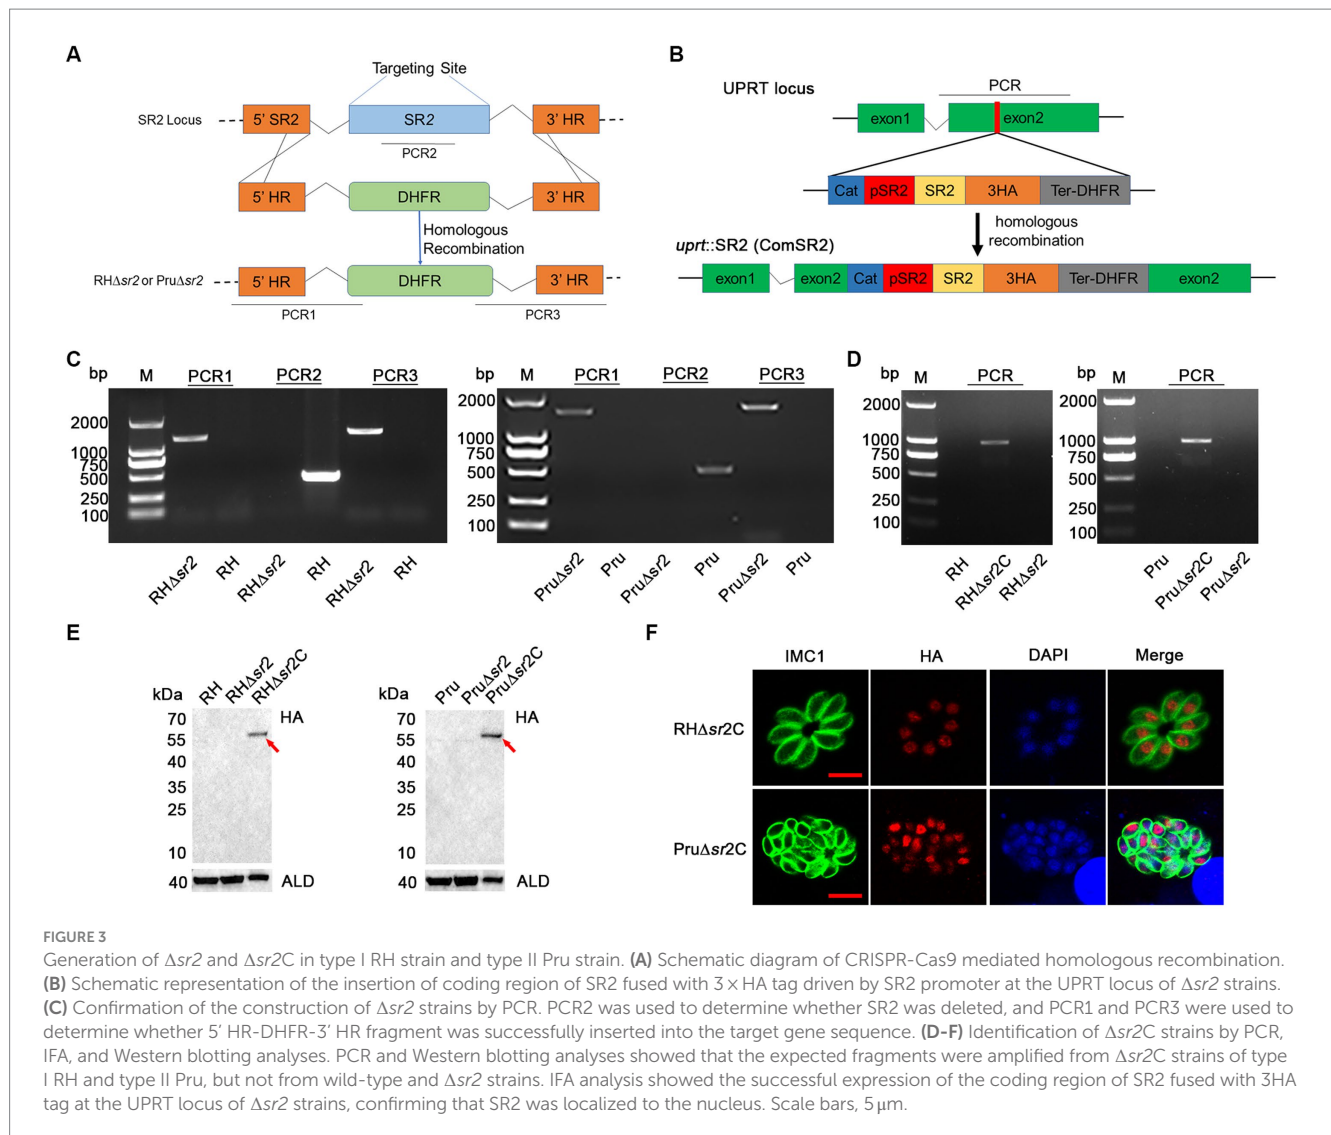 A
Targeting Site
SR2 Locus
5’ SR2
SR2
3’ HR
PCR2
5’ HR
DHFR
3’ HR
Homologous
Recombination
RHΔsr2 or PruΔsr2
5’ HR
DHFR
3’ HR
PCR1
PCR3
B
UPRT locus
PCR
exon1
exon2
Cat
pSR2
SR2
3HA
Ter-DHFR
homologous
recombination
uprt::SR2 (ComSR2)
exon1
exon2
Cat
pSR2
SR2
3HA
Ter-DHFR
exon2
C
bp
M
PCR1
PCR2
PCR3
2000
1000
750
500
250
100
RHΔsr2
RH
RHΔsr2
RH
RHΔsr2
RH
bp
M
PCR1
PCR2
PCR3
2000
1000
750
500
250
100
PruΔsr2
Pru
PruΔsr2
Pru
PruΔsr2
Pru
D
bp
M
PCR
2000
1000
750
500
250
100
RH
RHΔsr2C
RHΔsr2
bp
M
PCR
2000
1000
750
500
250
100
Pru
PruΔsr2C
PruΔsr2
E
kDa
RH
RHΔsr2
RHΔsr2C
70
55
40
35
25
10
40
HA
ALD
kDa
Pru
PruΔsr2
PruΔsr2C
70
55
40
35
25
10
40
HA
ALD
F
IMC1
HA
DAPI
Merge
RHΔsr2C
PruΔsr2C
FIGURE 3
Generation of Δsr2 and Δsr2C in type I RH strain and type II Pru strain. (A) Schematic diagram of CRISPR-Cas9 mediated homologous recombination.
(B) Schematic representation of the insertion of coding region of SR2 fused with 3 × HA tag driven by SR2 promoter at the UPRT locus of Δsr2 strains.
(C) Confirmation of the construction of Δsr2 strains by PCR. PCR2 was used to determine whether SR2 was deleted, and PCR1 and PCR3 were used to
determine whether 5’ HR-DHFR-3’ HR fragment was successfully inserted into the target gene sequence. (D-F) Identification of Δsr2C strains by PCR,
IFA, and Western blotting analyses. PCR and Western blotting analyses showed that the expected fragments were amplified from Δsr2C strains of type
I RH and type II Pru, but not from wild-type and Δsr2 strains. IFA analysis showed the successful expression of the coding region of SR2 fused with 3HA
tag at the UPRT locus of Δsr2 strains, confirming that SR2 was localized to the nucleus. Scale bars, 5 μm.